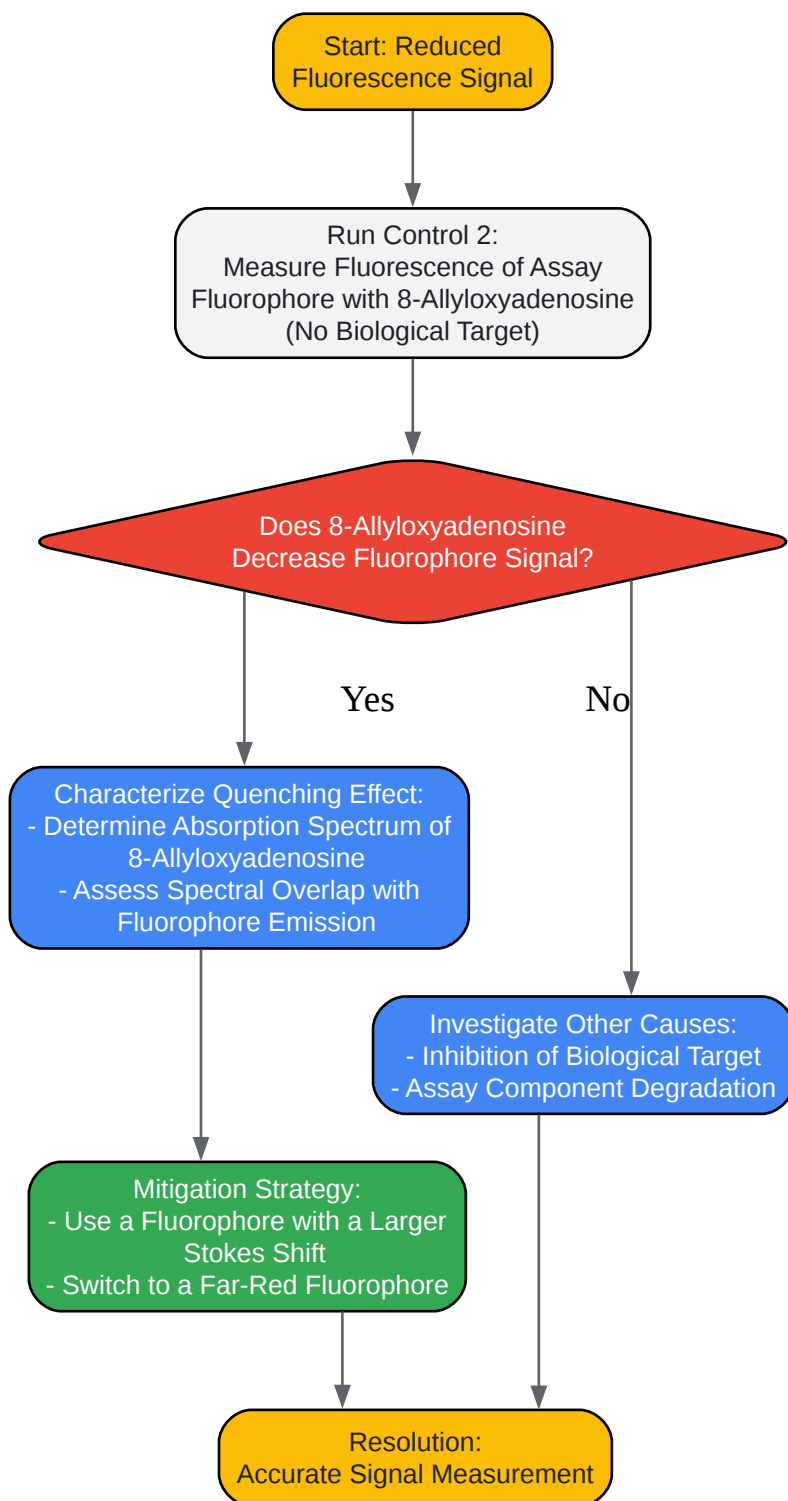 Start: Reduced
Fluorescence Signal
Run Control 2:
Measure Fluorescence of Assay
Fluorophore with 8-Allyloxyadenosine
(No Biological Target)
Does 8-Allyloxyadenosine
Decrease Fluorophore Signal?
Yes
No
Characterize Quenching Effect:
- Determine Absorption Spectrum of
8-Allyloxyadenosine
- Assess Spectral Overlap with
Fluorophore Emission
Investigate Other Causes:
- Inhibition of Biological Target
- Assay Component Degradation
Mitigation Strategy:
- Use a Fluorophore with a Larger
Stokes Shift
- Switch to a Far-Red Fluorophore
Resolution:
Accurate Signal Measurement